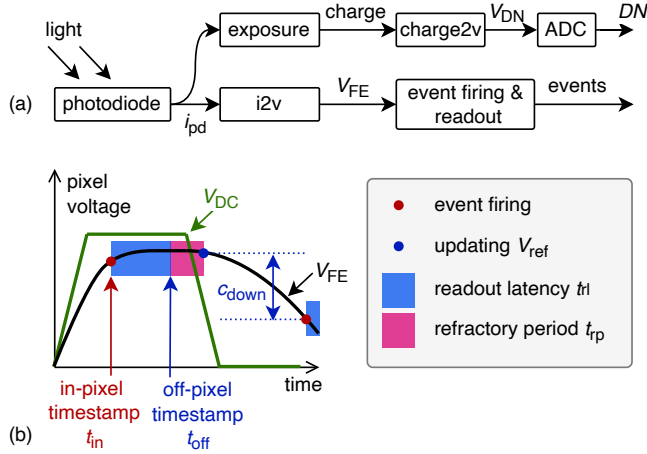 light
exposure
charge
charge2v
V_DN
ADC
DN
(a)
photodiode
i_pd
i2v
V_FE
event firing &
readout
events
pixel
voltage
V_DC
V_FE
c_down
time
in-pixel
timestamp
t_in
off-pixel
timestamp
t_off
(b)
event firing
updating V_ref
readout latency t_rl
refractory period t_rp